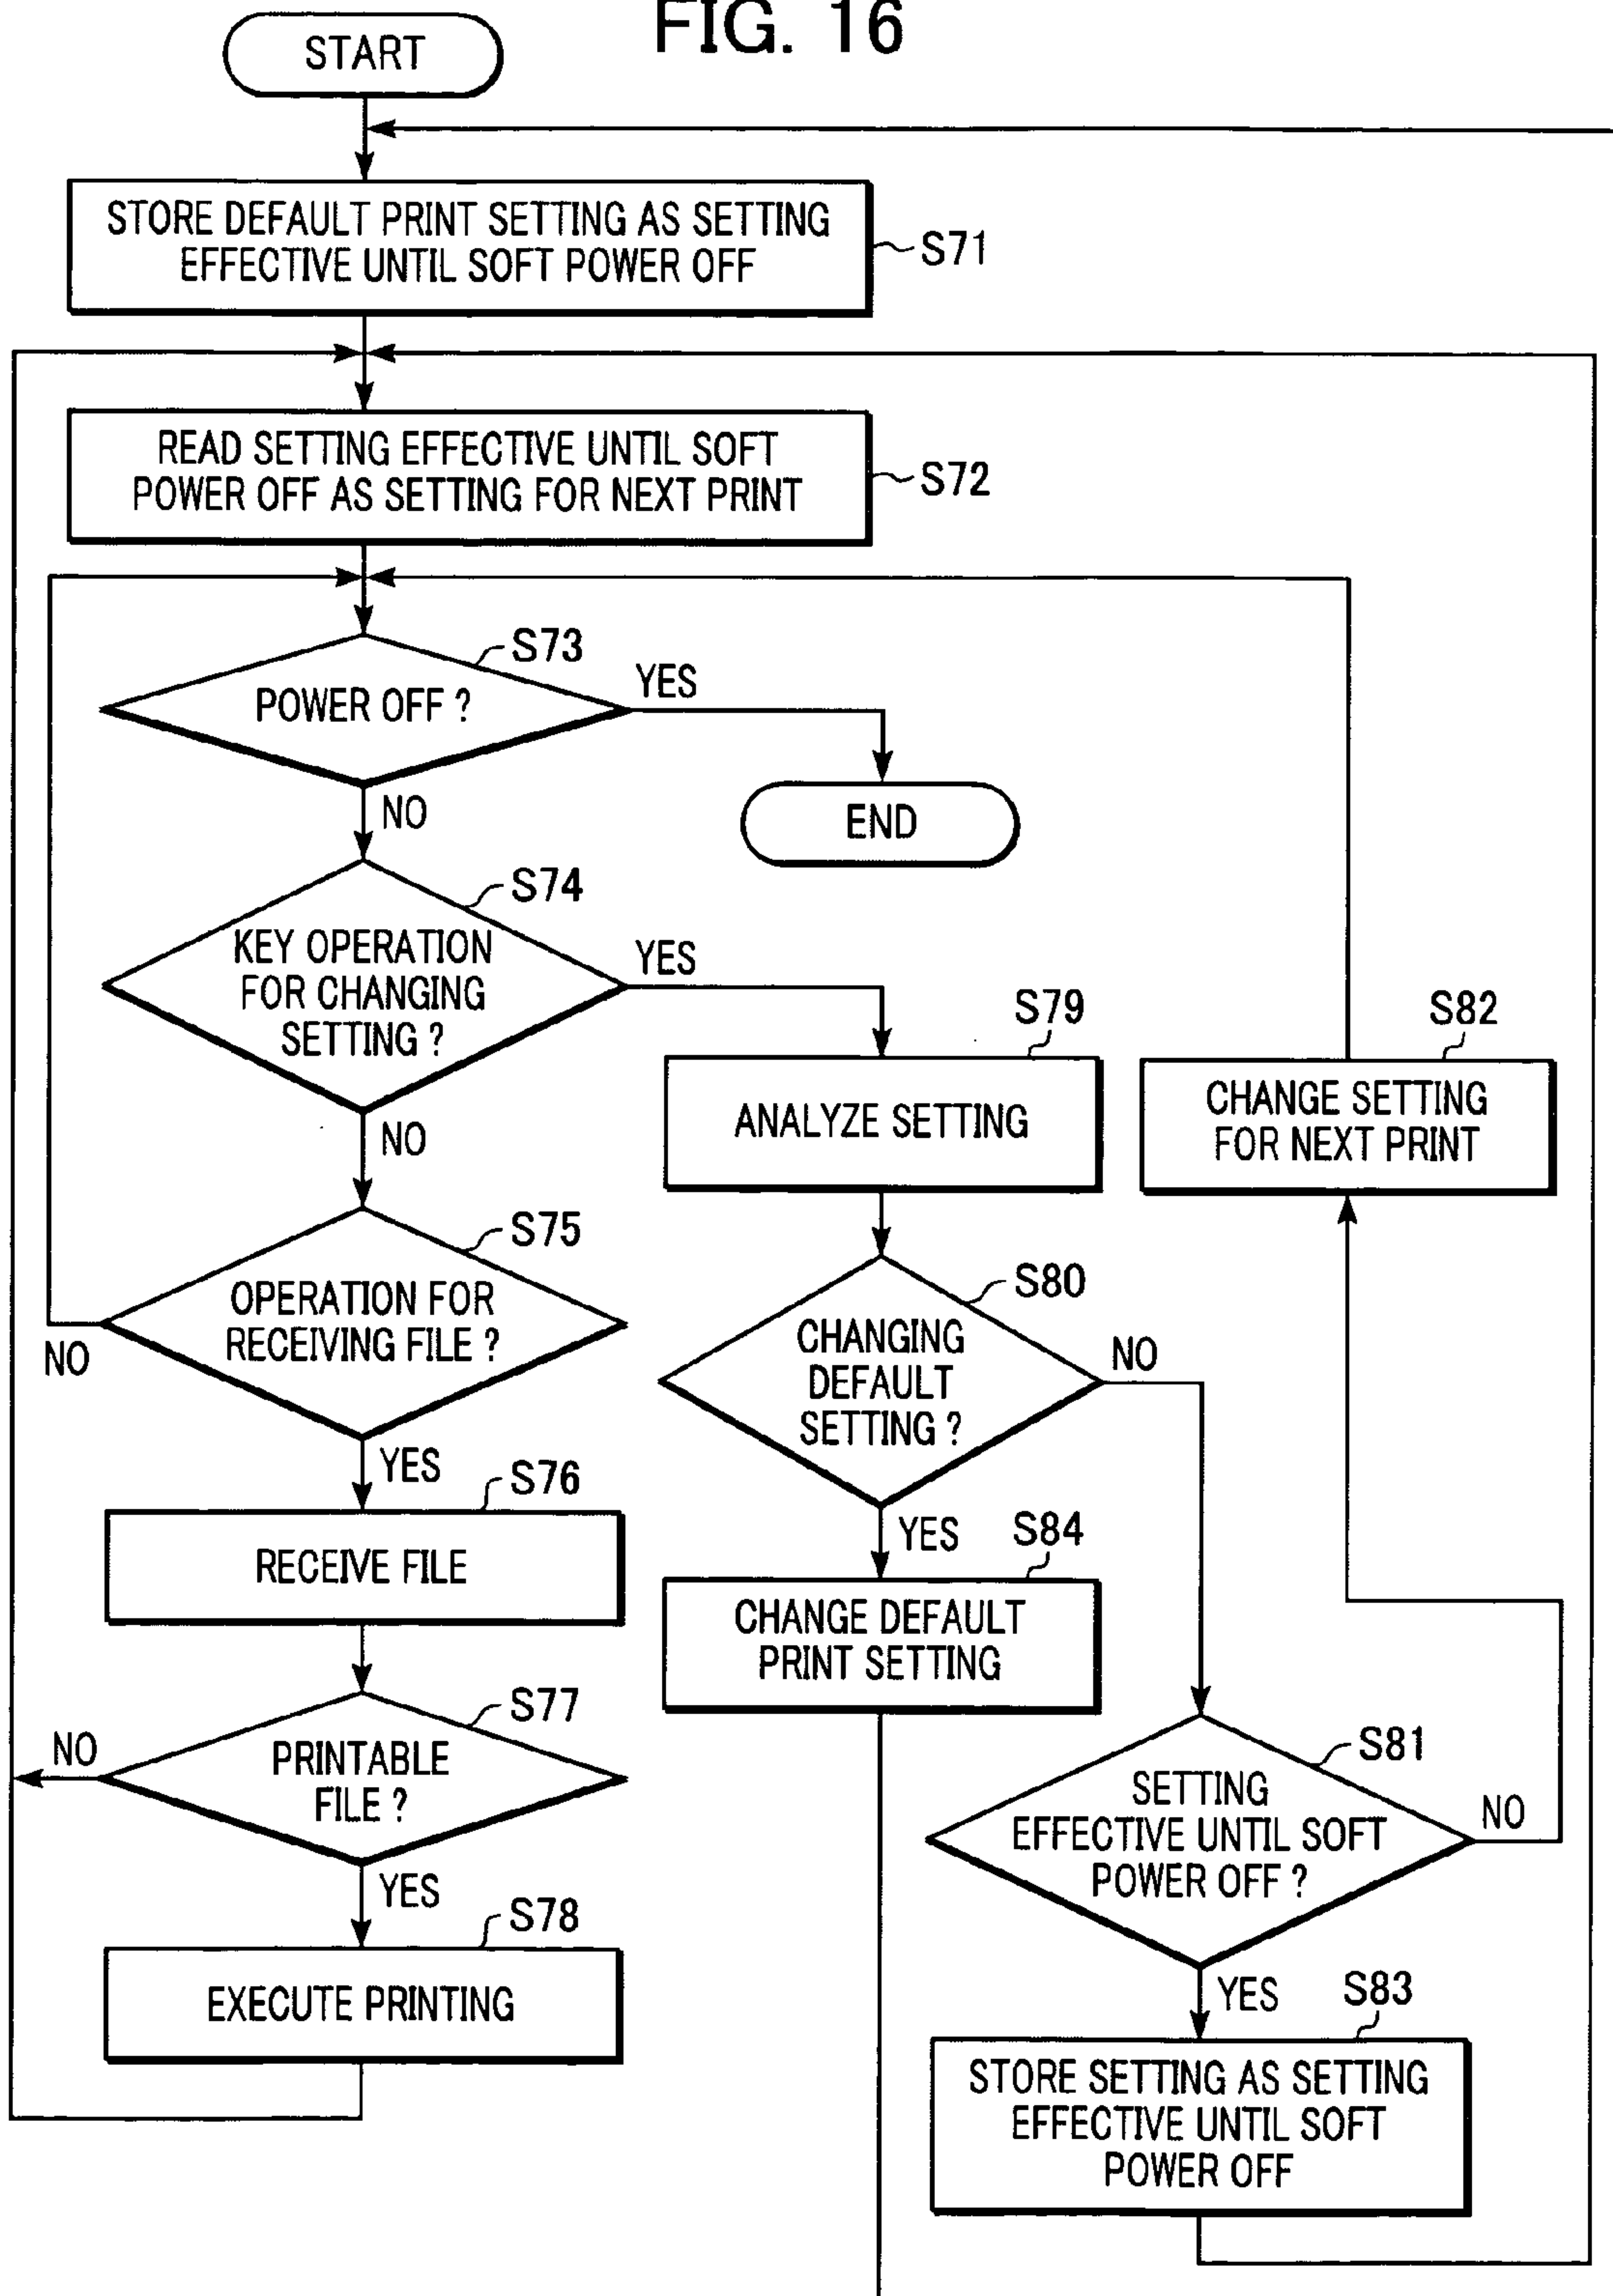 FIG. 16
START
STORE DEFAULT PRINT SETTING AS SETTING
EFFECTIVE UNTIL SOFT POWER OFF
S71
READ SETTING EFFECTIVE UNTIL SOFT
POWER OFF AS SETTING FOR NEXT PRINT
S72
S73
POWER OFF ?
YES
NO
END
S74
KEY OPERATION
FOR CHANGING
SETTING ?
YES
NO
S79
ANALYZE SETTING
S82
CHANGE SETTING
FOR NEXT PRINT
S75
OPERATION FOR
RECEIVING FILE ?
NO
YES
S80
CHANGING
DEFAULT
SETTING ?
NO
YES
S76
RECEIVE FILE
S84
CHANGE DEFAULT
PRINT SETTING
S77
PRINTABLE
FILE ?
NO
YES
S81
SETTING
EFFECTIVE UNTIL SOFT
POWER OFF ?
NO
YES
S78
EXECUTE PRINTING
S83
STORE SETTING AS SETTING
EFFECTIVE UNTIL SOFT
POWER OFF